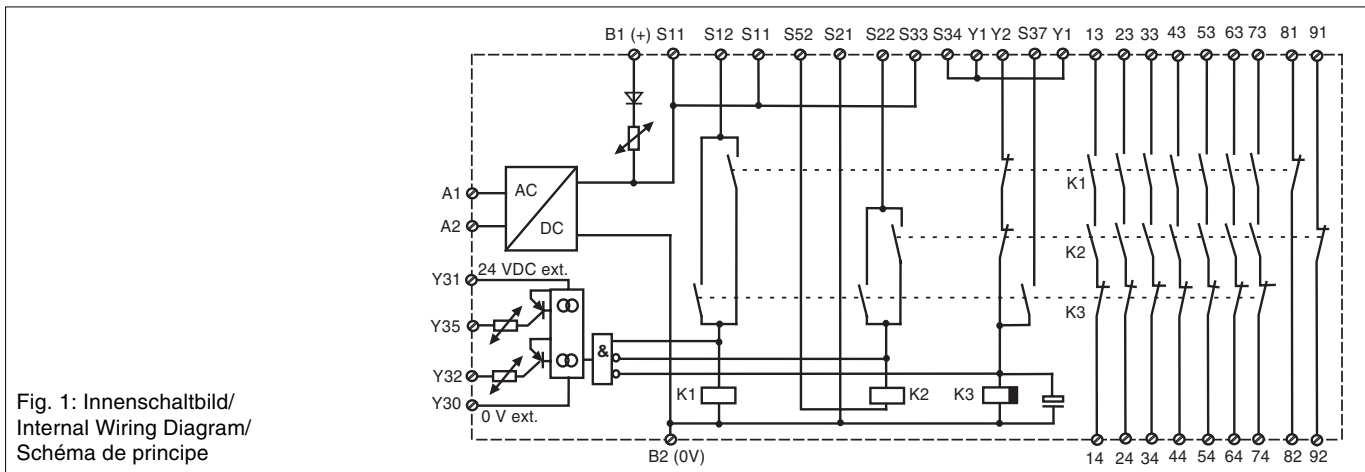 B1 (+) S11 S12 S11 S52 S21 S22 S33 S34 Y1 Y2 S37 Y1 13 23 33 43 53 63 73 81 91
A1
AC
K1
A2
DC
K2
Y31
24 VDC ext.
K3
Y35
&
Y32
K1
K2
K3
Y30
0 V ext.
B2 (0V)
14 24 34 44 54 64 74 82 92
Fig. 1: Innenschaltbild/
Internal Wiring Diagram/
Schéma de principe